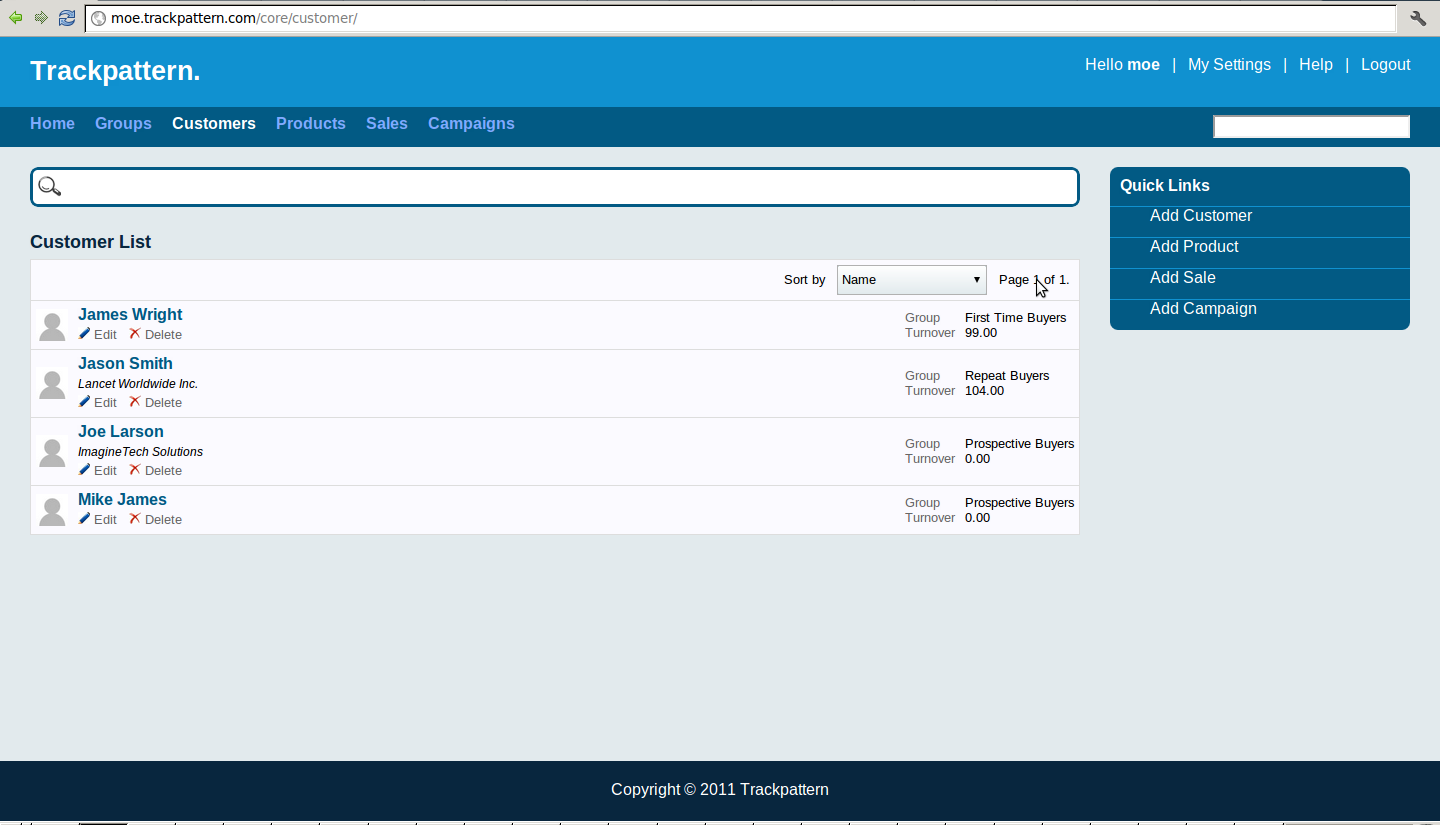 moe.trackpattern.com/core/customer/
Trackpattern.
Hello moe | My Settings | Help | Logout
Home Groups Customers Products Sales Campaigns
Quick Links
Add Customer
Add Product
Add Sale
Add Campaign
Customer List
Sort by Name Page 1 of 1.
James Wright
Edit Delete
Group First Time Buyers
Turnover 99.00
Jason Smith
Lancet Worldwide Inc.
Edit Delete
Group Repeat Buyers
Turnover 104.00
Joe Larson
ImagineTech Solutions
Edit Delete
Group Prospective Buyers
Turnover 0.00
Mike James
Edit Delete
Group Prospective Buyers
Turnover 0.00
Copyright © 2011 Trackpattern